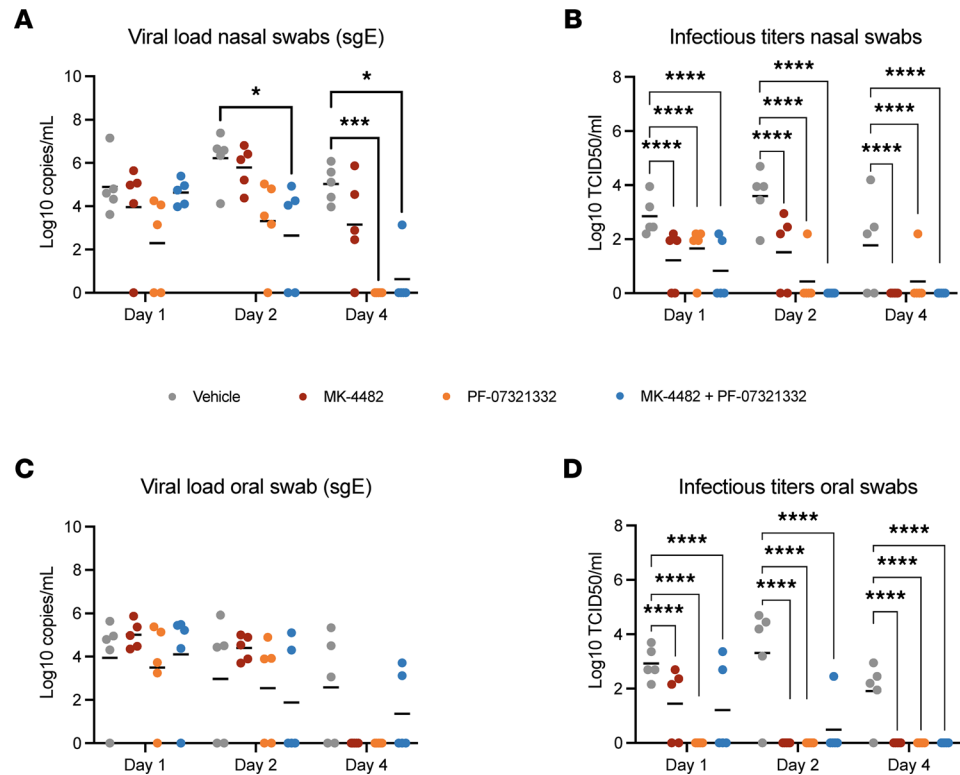 A
Viral load nasal swabs (sgE)
Log10 copies/mL
10
8
6
4
2
0
*
*
***
Day 1
Day 2
Day 4
B
Infectious titers nasal swabs
Log10 TCID50/ml
8
6
4
2
0
****
****
****
****
****
****
****
****
****
Day 1
Day 2
Day 4
Vehicle
MK-4482
PF-07321332
MK-4482 + PF-07321332
C
Viral load oral swab (sgE)
Log10 copies/mL
10
8
6
4
2
0
Day 1
Day 2
Day 4
D
Infectious titers oral swabs
Log10 TCID50/ml
8
6
4
2
0
****
****
****
****
****
****
****
****
****
Day 1
Day 2
Day 4